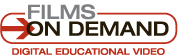 FILMS
ON DEMAND
DIGITAL EDUCATIONAL VIDEO